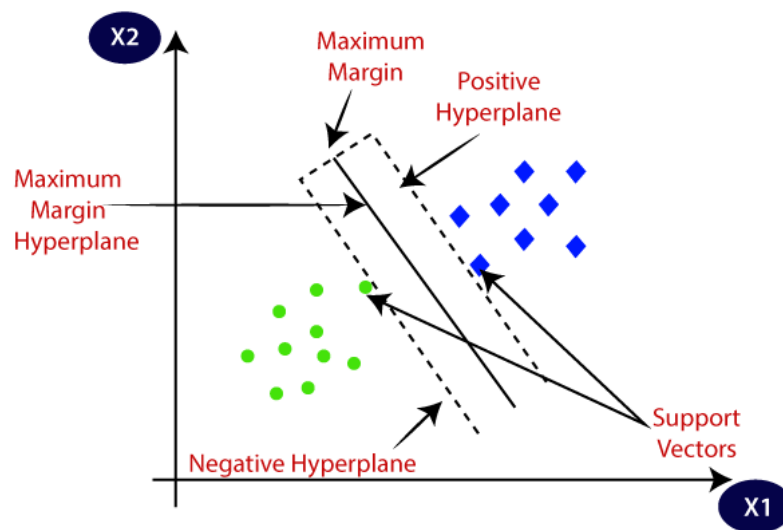 X2
Maximum
Margin
Positive
Hyperplane
Maximum
Margin
Hyperplane
Support
Vectors
Negative Hyperplane
X1